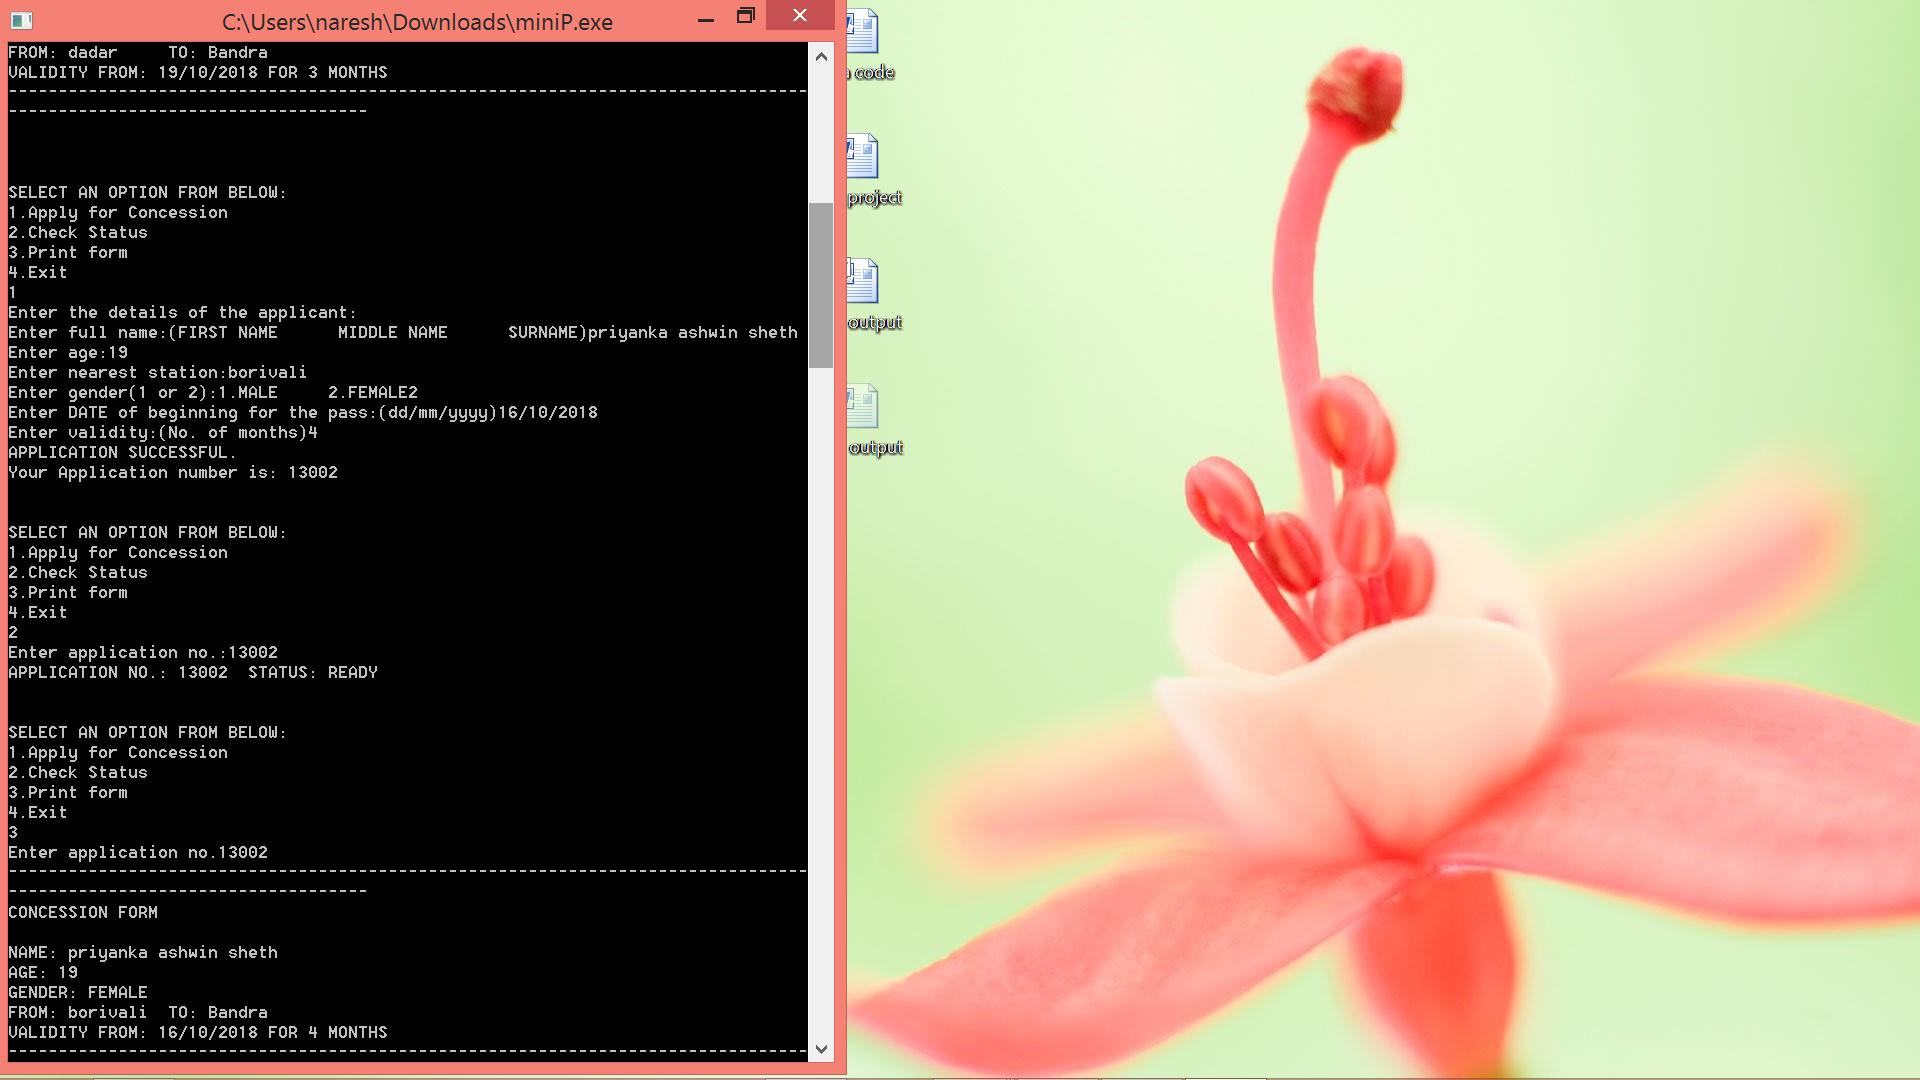 C:\Users\naresh\Downloads\miniP.exe
FROM: dadar     TO: Bandra
VALIDITY FROM: 19/10/2018 FOR 3 MONTHS
--------------------------------------------------------------------------------
------------------------------------
SELECT AN OPTION FROM BELOW:
1.Apply for Concession
2.Check Status
3.Print form
4.Exit
1
Enter the details of the applicant:
Enter full name:(FIRST NAME      MIDDLE NAME      SURNAME)priyanka ashwin sheth
Enter age:19
Enter nearest station:borivali
Enter gender(1 or 2):1.MALE     2.FEMALE2
Enter DATE of beginning for the pass:(dd/mm/yyyy)16/10/2018
Enter validity:(No. of months)4
APPLICATION SUCCESSFUL.
Your Application number is: 13002
SELECT AN OPTION FROM BELOW:
1.Apply for Concession
2.Check Status
3.Print form
4.Exit
2
Enter application no.:13002
APPLICATION NO.: 13002  STATUS: READY
SELECT AN OPTION FROM BELOW:
1.Apply for Concession
2.Check Status
3.Print form
4.Exit
3
Enter application no.13002
--------------------------------------------------------------------------------
------------------------------------
CONCESSION FORM
NAME: priyanka ashwin sheth
AGE: 19
GENDER: FEMALE
FROM: borivali  TO: Bandra
VALIDITY FROM: 16/10/2018 FOR 4 MONTHS
--------------------------------------------------------------------------------
code
project
output
output